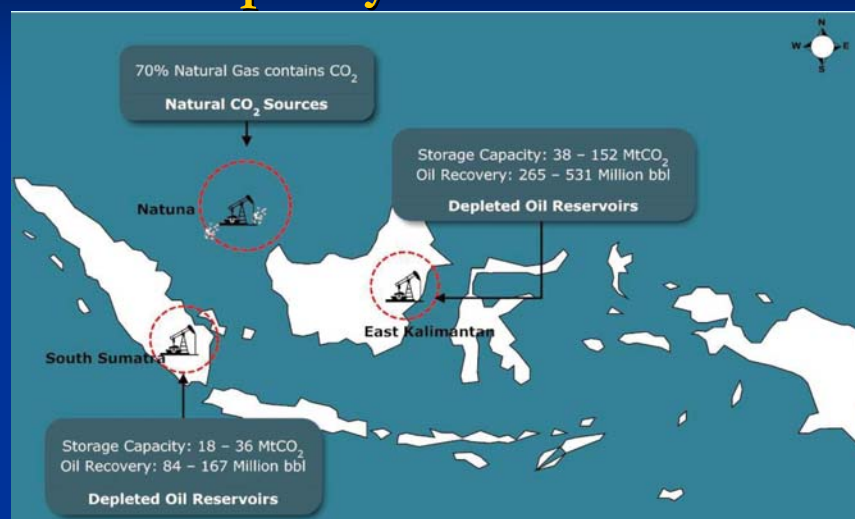 N
W E
S
70% Natural Gas contains CO₂
Natural CO₂ Sources
Storage Capacity: 38 – 152 MtCO₂
Oil Recovery: 265 – 531 Million bbl
Depleted Oil Reservoirs
Natuna
East Kalimantan
South Sumatra
Storage Capacity: 18 – 36 MtCO₂
Oil Recovery: 84 – 167 Million bbl
Depleted Oil Reservoirs